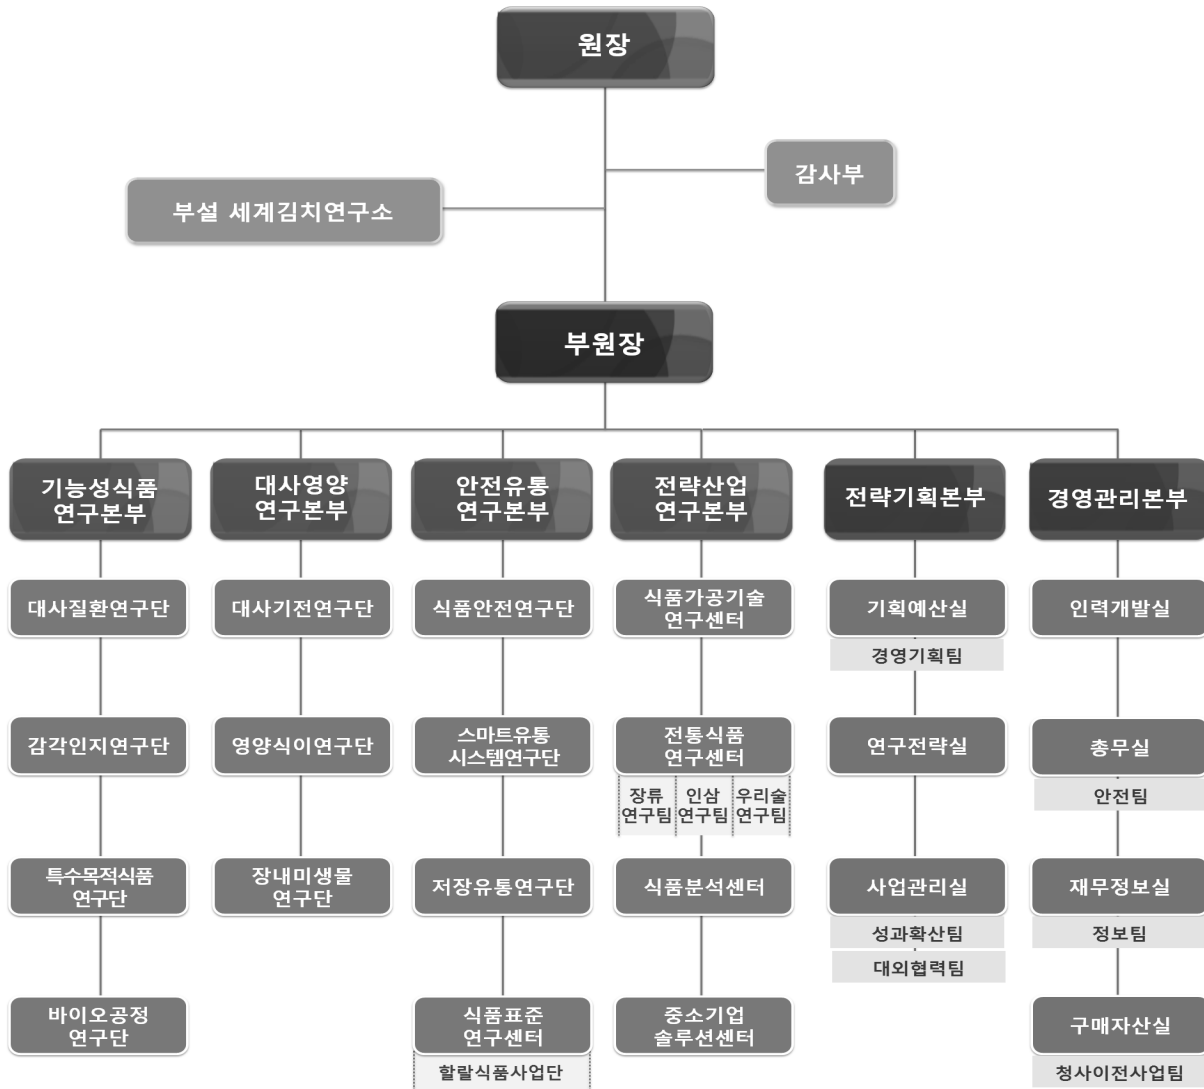 원장
감사부
부설 세계김치연구소
부원장
기능성식품
연구본부
대사영양
연구본부
안전유통
연구본부
전략산업
연구본부
전략기획본부
경영관리본부
대사질환연구단
대사기전연구단
식품안전연구단
식품가공기술
연구센터
기획예산실
인력개발실
경영기획팀
감각인지연구단
영양식이연구단
스마트유통
시스템연구단
전통식품
연구센터
연구전략실
총무실
장류
연구팀
인삼
연구팀
우리술
연구팀
안전팀
특수목적식품
연구단
장내미생물
연구단
저장유통연구단
식품분석센터
사업관리실
재무정보실
성과확산팀
정보팀
대외협력팀
바이오공정
연구단
식품표준
연구센터
중소기업
솔루션센터
구매자산실
할랄식품사업단
청사이전사업팀